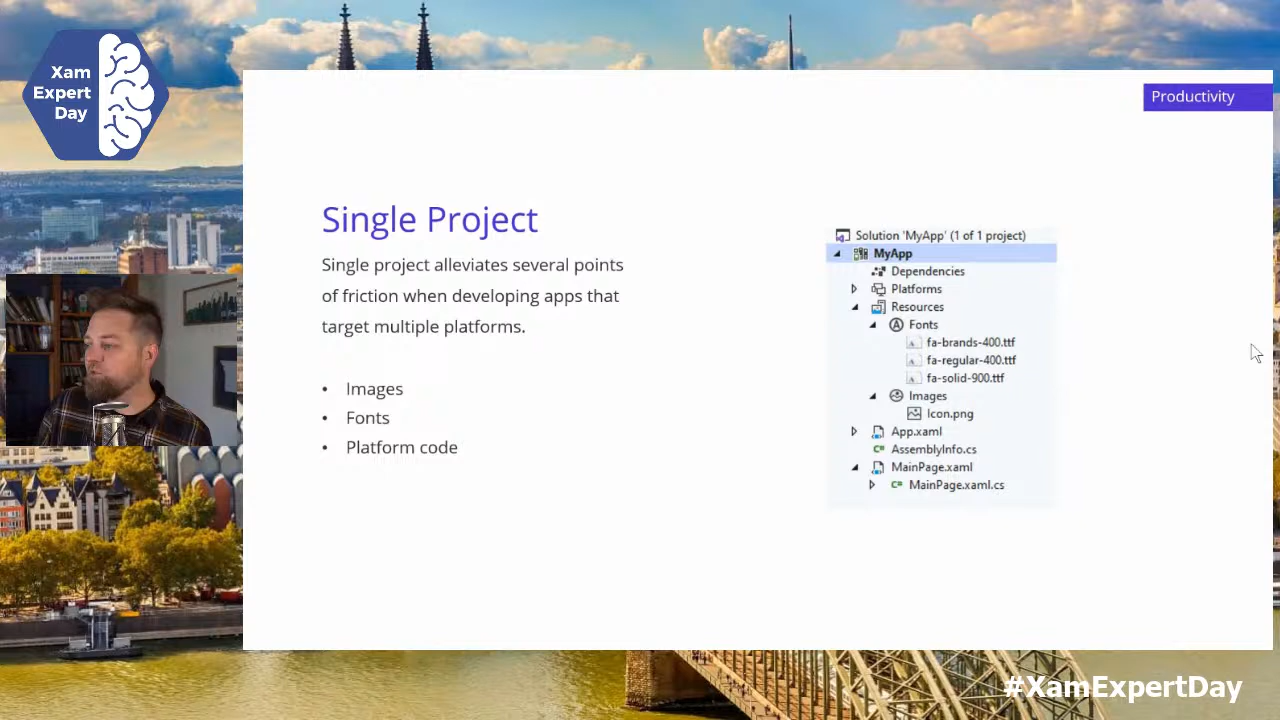 Xam
Expert
Day
Productivity
Single Project
Single project alleviates several points
of friction when developing apps that
target multiple platforms.
• Images
• Fonts
• Platform code
Solution 'MyApp' (1 of 1 project)
MyApp
Dependencies
Platforms
Resources
Fonts
fa-brands-400.ttf
fa-regular-400.ttf
fa-solid-900.ttf
Images
Icon.png
App.xaml
AssemblyInfo.cs
MainPage.xaml
MainPage.xaml.cs
#XamExpertDay